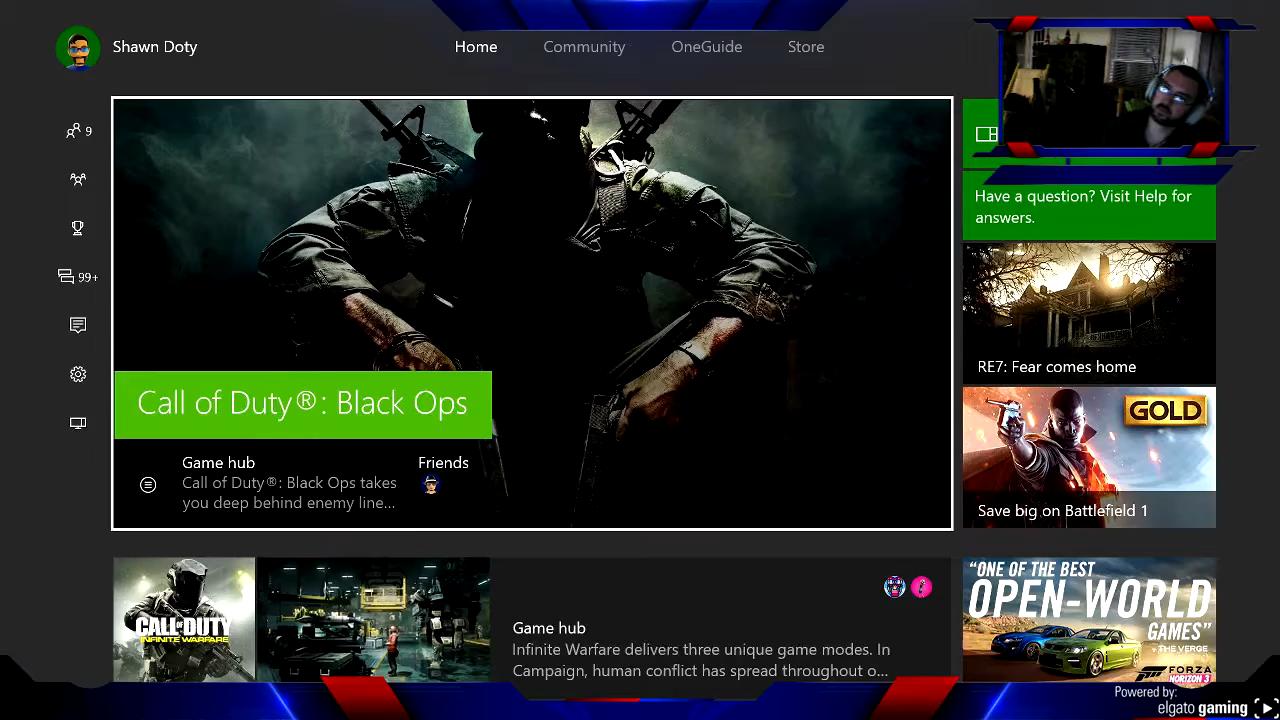 Shawn Doty
Home
Community
OneGuide
Store
9
99+
Have a question? Visit Help for
answers.
RE7: Fear comes home
GOLD
Save big on Battlefield 1
Call of Duty®: Black Ops
Game hub
Call of Duty®: Black Ops takes
you deep behind enemy line...
Friends
CALL OF DUTY
INFINITE WARFARE
Game hub
Infinite Warfare delivers three unique game modes. In
Campaign, human conflict has spread throughout o...
“ONE OF THE BEST
OPEN-WORLD
GAMES”
THE VERGE
FORZA
HORIZON 3
Powered by:
elgato gaming